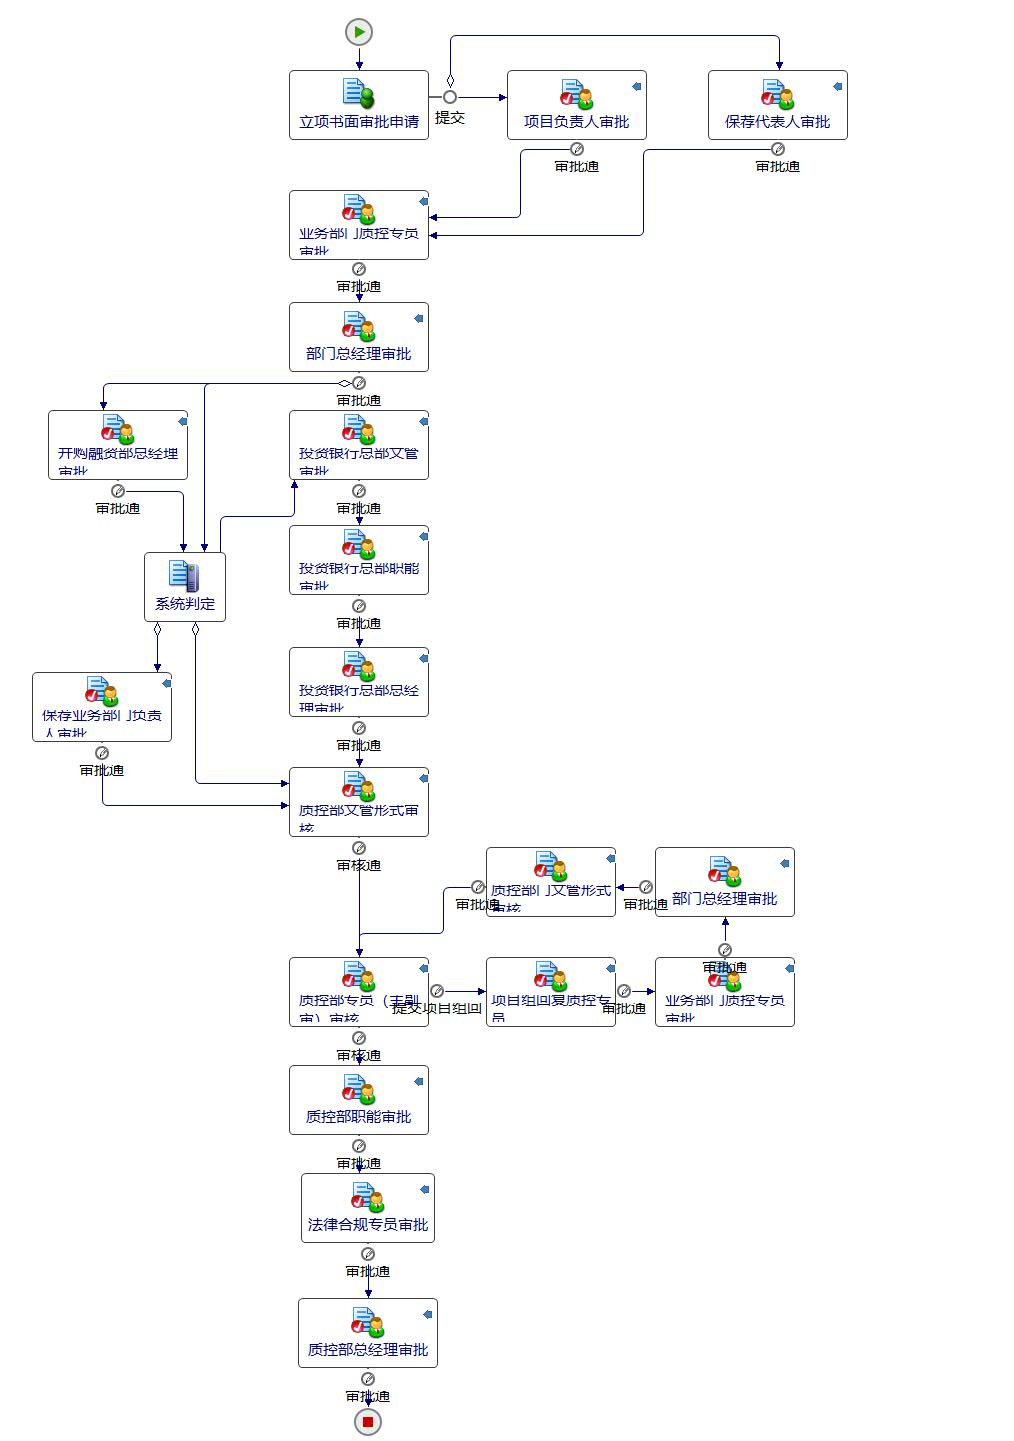 立项书面审批申请
提交
项目负责人审批
保荐代表人审批
审批通
审批通
业务部门质控专员
审批
审批通
部门总经理审批
审批通
并购融资部总经理
审批
审批通
投资银行总部文管
审批
审批通
投资银行总部职能
审批
审批通
系统判定
投资银行总部总经
理审批
审批通
保荐业务部门负责
人审批
审批通
质控部文管形式审
核
审核通
质控部门文管形式
审核
审批通
部门总经理审批
审批通
质控部专员（主副
审）审核
提交项目组回
项目组回复质控专
员
审批通
业务部门质控专员
审批
审批通
审核通
质控部职能审批
审批通
法律合规专员审批
审批通
质控部总经理审批
审批通